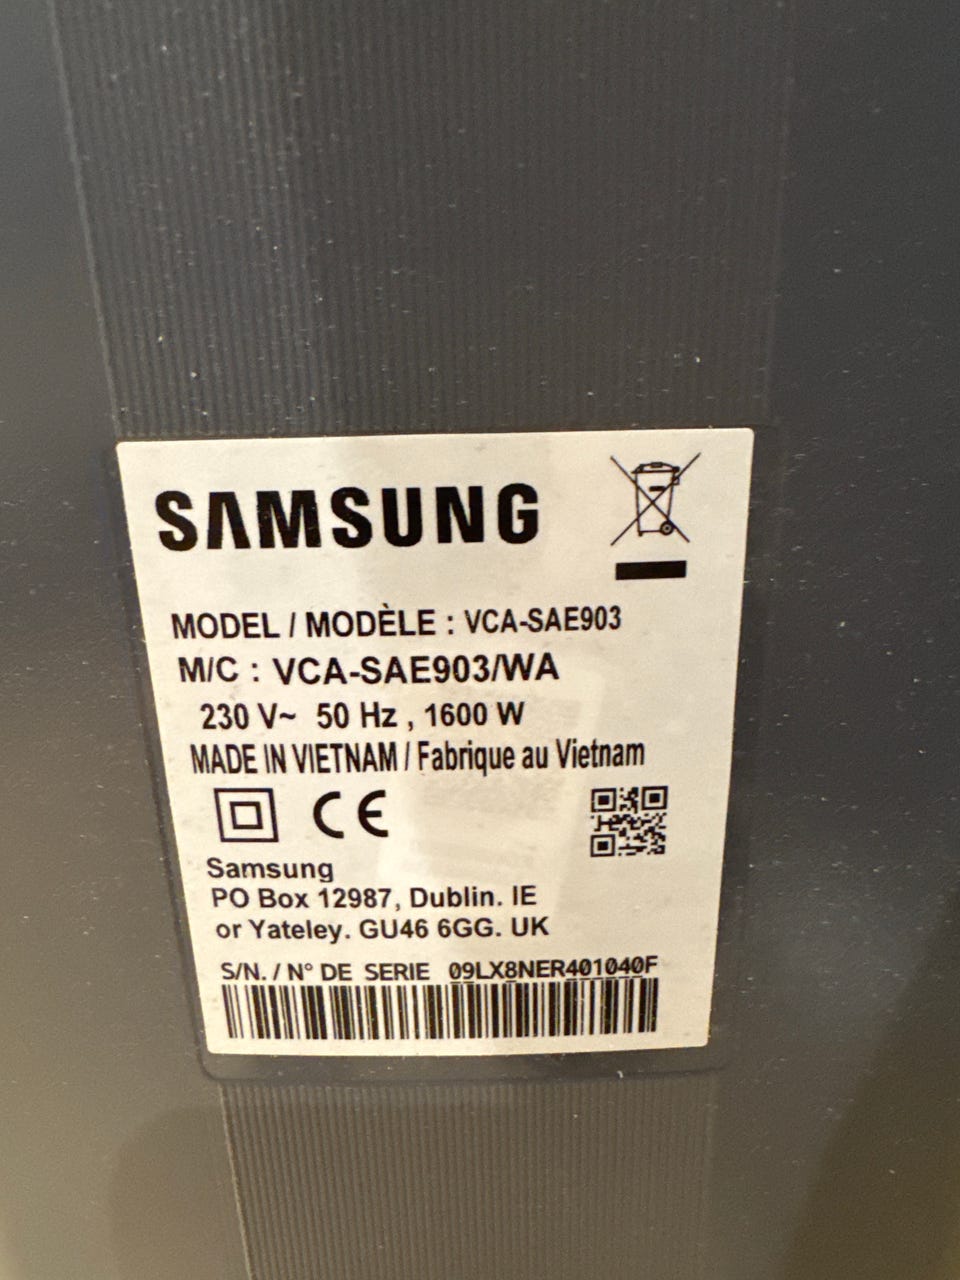 SAMSUNG
MODEL / MODÈLE : VCA-SAE903
M/C : VCA-SAE903/WA
230 V~ 50 Hz , 1600 W
MADE IN VIETNAM / Fabrique au Vietnam
CE
Samsung
PO Box 12987, Dublin. IE
or Yateley. GU46 6GG. UK
S/N. / N° DE SERIE 09LX8NER401040F